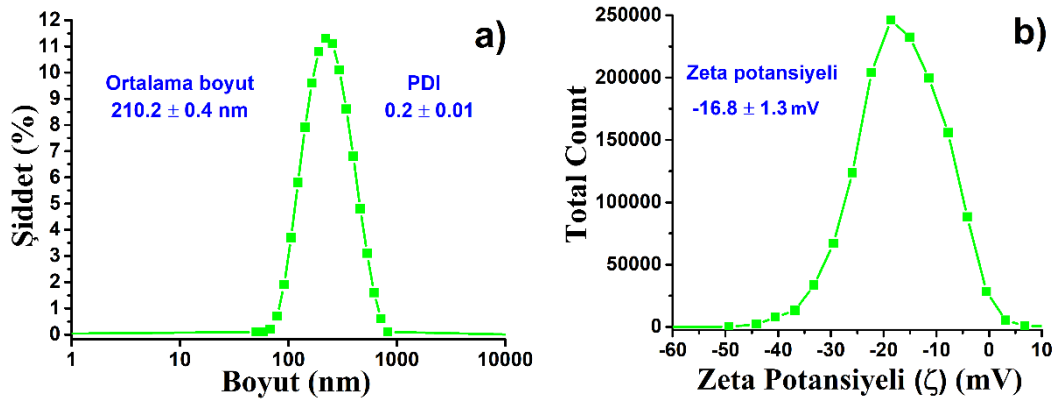 a)
Ortalama boyut
210.2 ± 0.4 nm
PDI
0.2 ± 0.01
Şiddet (%)
12
11
10
9
8
7
6
5
4
3
2
1
0
1 10 100 1000 10000
Boyut (nm)
b)
Zeta potansiyeli
-16.8 ± 1.3 mV
Total Count
250000
200000
150000
100000
50000
0
-60 -50 -40 -30 -20 -10 0 10
Zeta Potansiyeli (ζ) (mV)